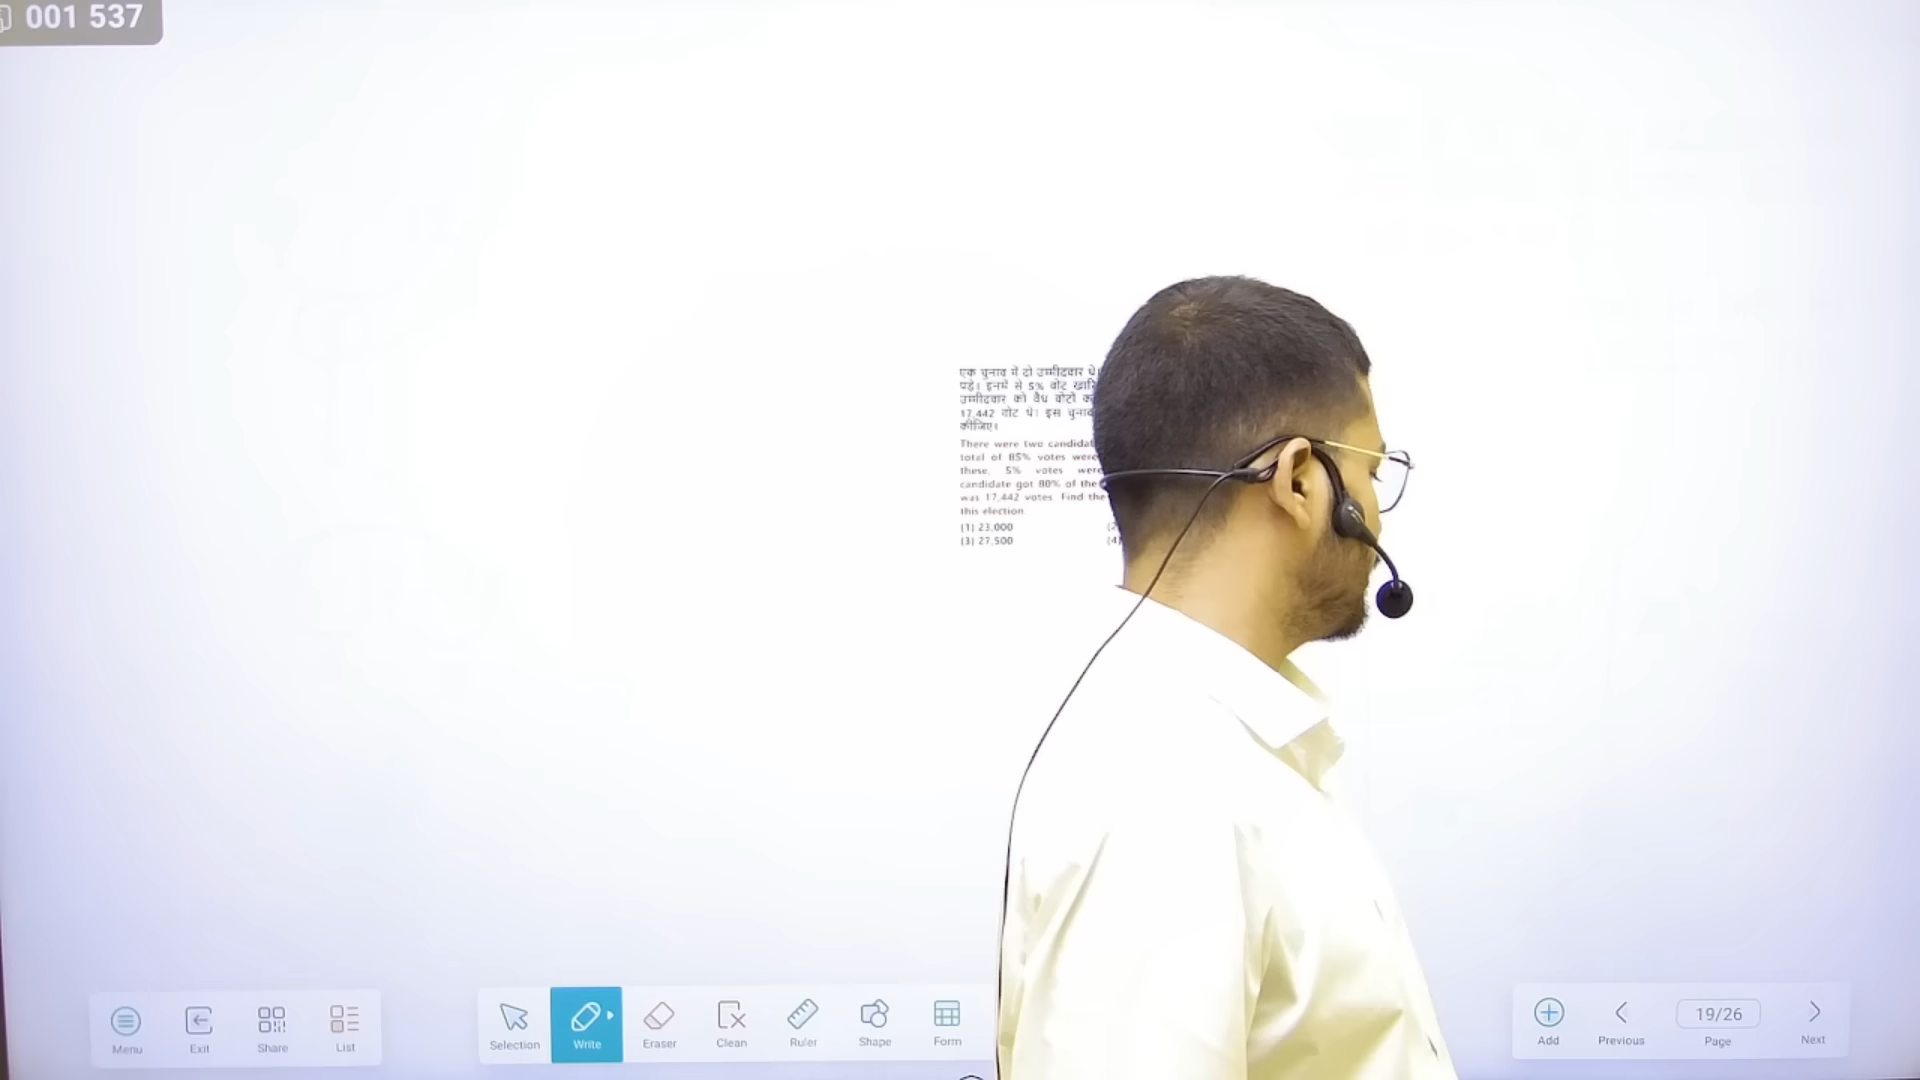 001 537
एक चुनाव में दो उम्मीदवार थे।
पड़े। इनमें से 5% वोट
उम्मीदवार को वैध वोटों
17,442 वोट थे। इस चुनाव
कीजिए।
There were two
total of 85% votes were
these, 5% votes were
candidate got 80% of the
was 17,442 votes. Find the
this election
(1) 23,000
(3) 27,500 (4)
Menu Exit Share List Selection Write Eraser Clean Ruler Shape Form Add Previous 19/26 Page Next